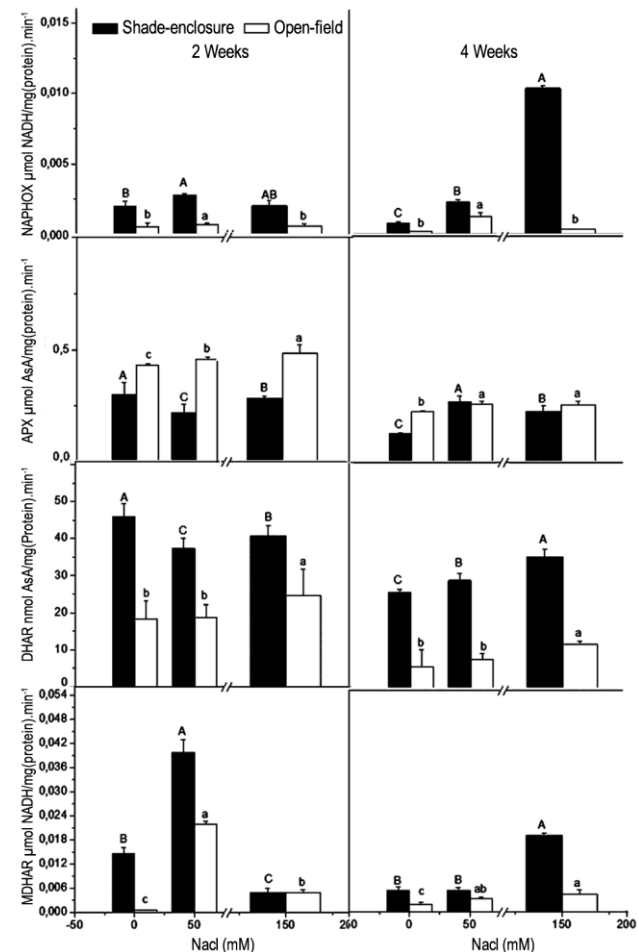 Shade-enclosure Open-field
2 Weeks 4 Weeks
NAPHOX µmol NADH/mg(protein).min-1
0,015
0,010
0,005
0,000
B b A a AB b
C b B a A b
APX µmol AsA/mg(protein).min-1
0,5
0,0
A c C b B a
b A a B a
C
DHAR nmol AsA/mg(Protein).min-1
50
40
30
20
10
0
A b C b B a
C b B b A a
MDHAR µmol NADH/mg(protein).min-1
0,054
0,048
0,042
0,036
0,030
0,024
0,018
0,012
0,006
0,000
B c A a A b
B c B ab A a
-50 0 50 150 0 50 150 200
Nacl (mM) Nacl (mM)